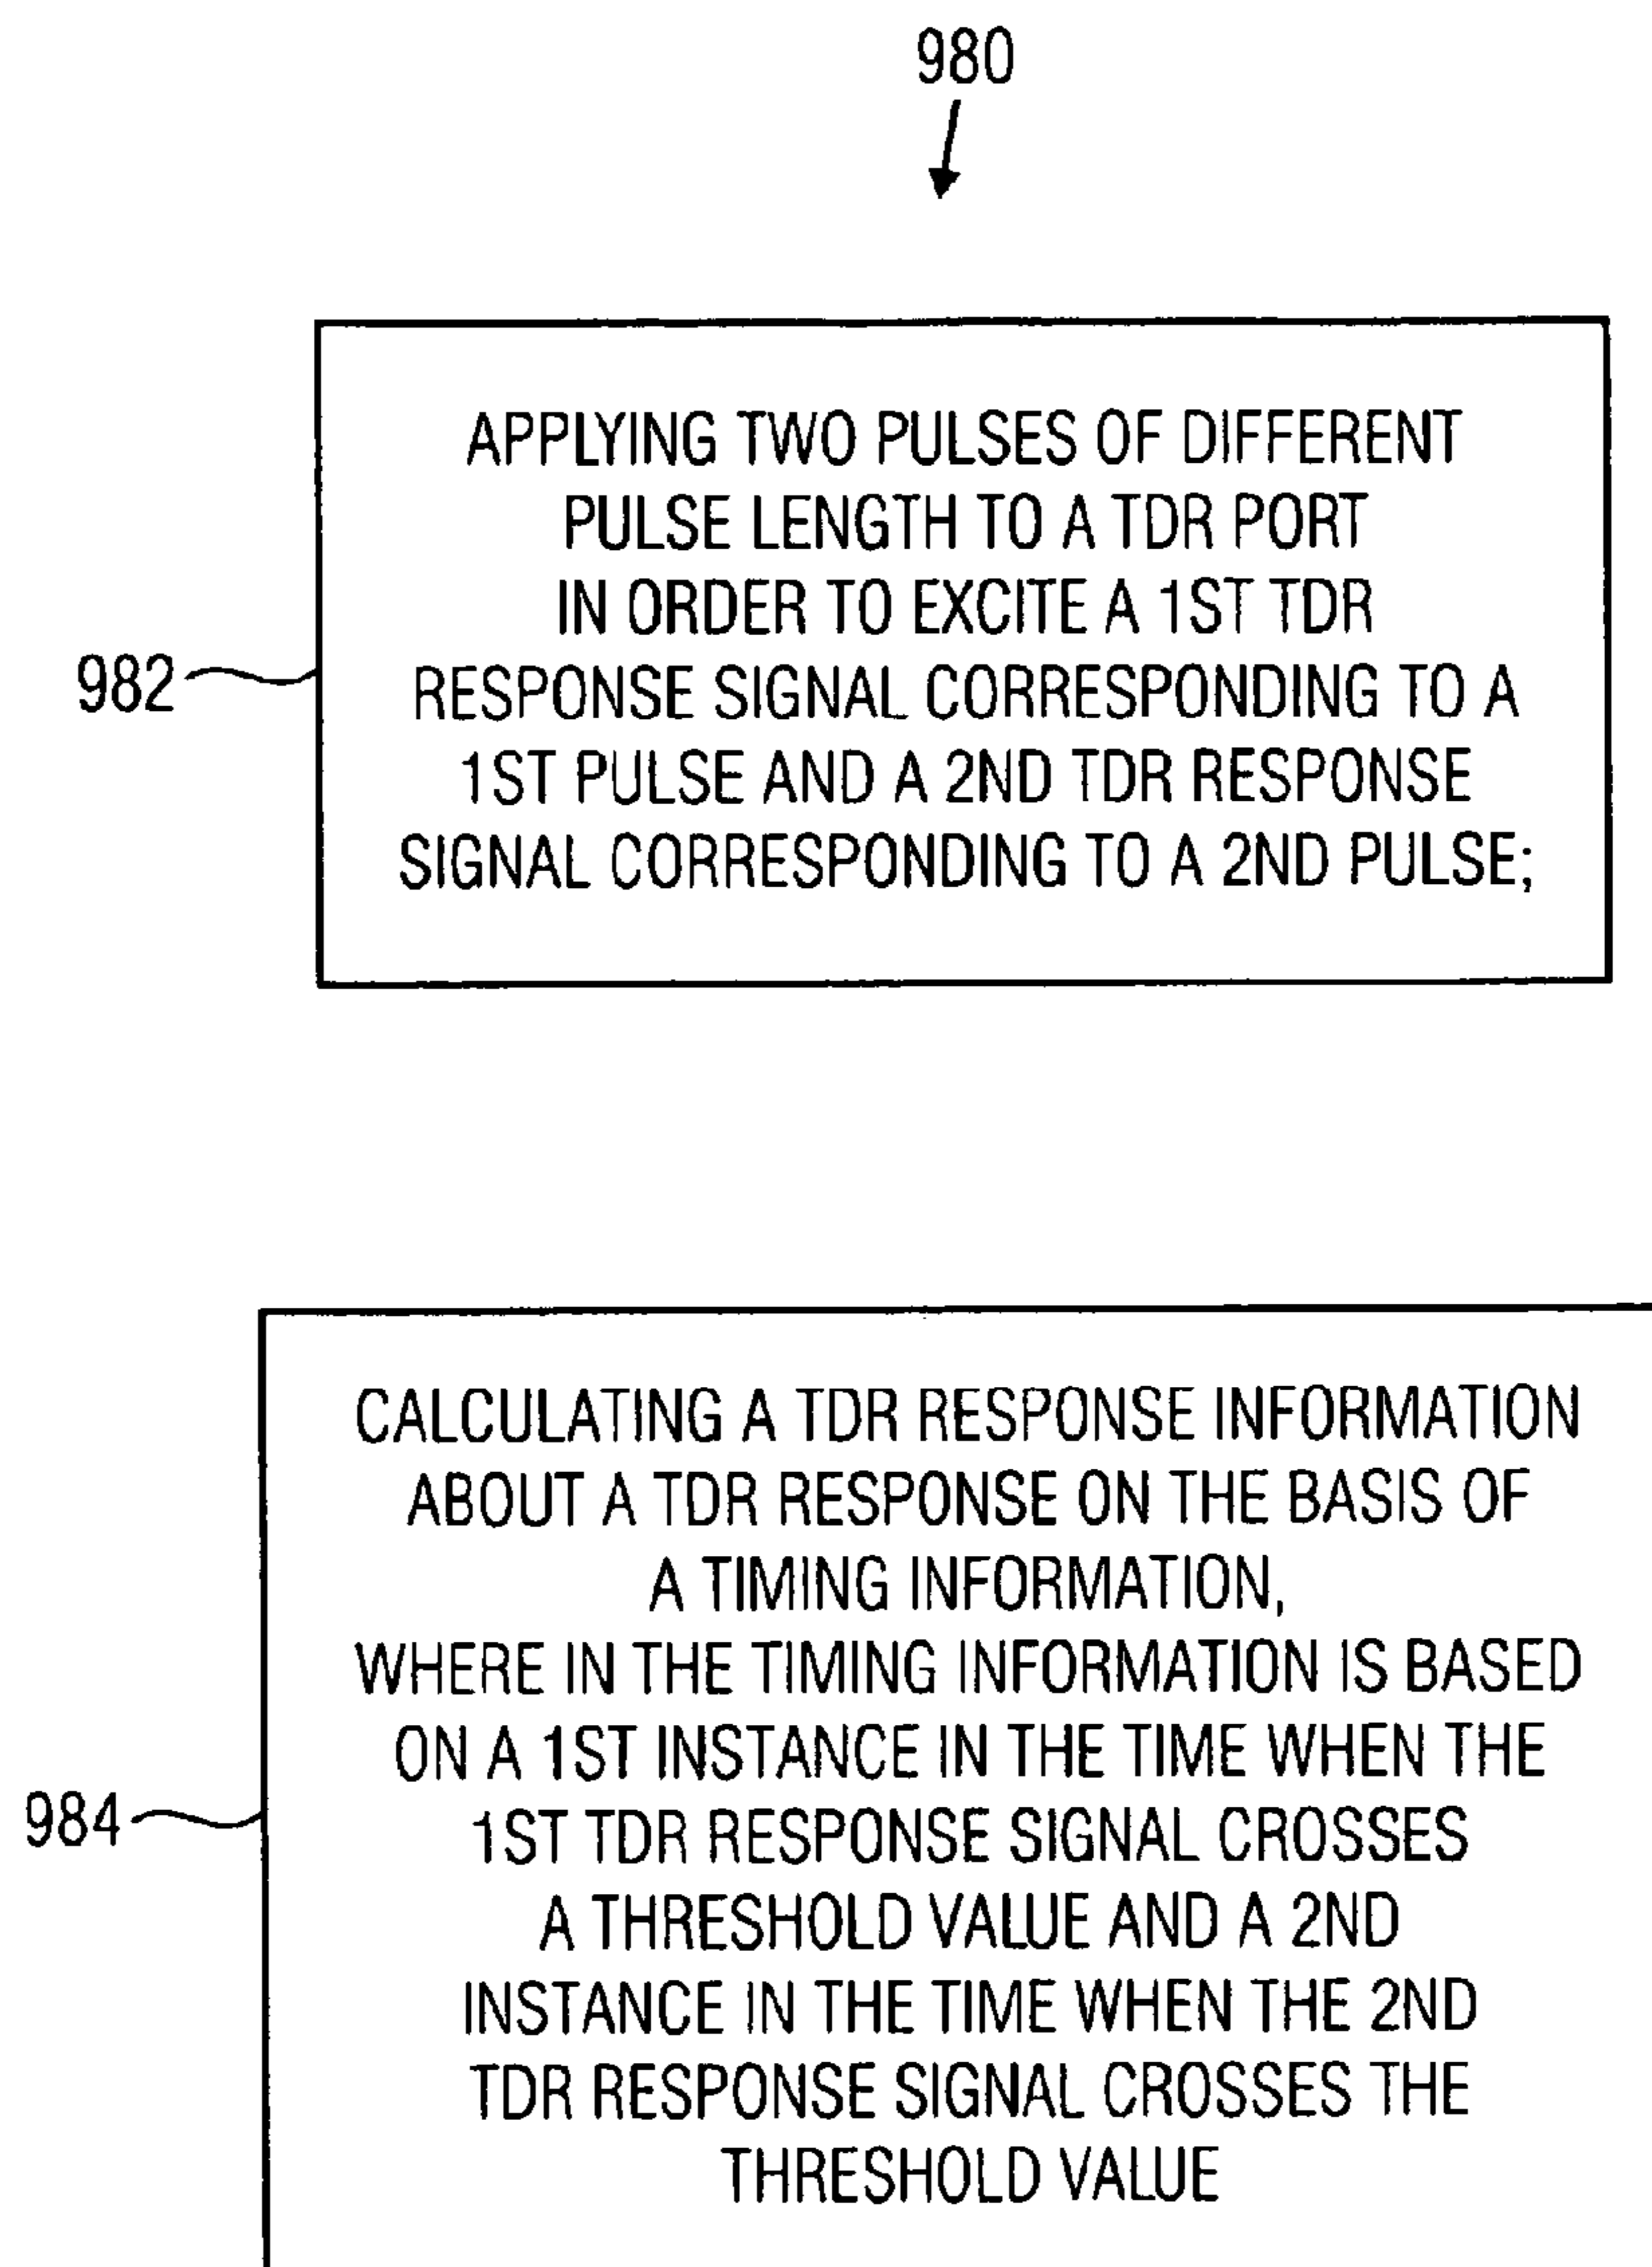 980
APPLYING TWO PULSES OF DIFFERENT
PULSE LENGTH TO A TDR PORT
IN ORDER TO EXCITE A 1ST TDR
982
RESPONSE SIGNAL CORRESPONDING TO A
1ST PULSE AND A 2ND TDR RESPONSE
SIGNAL CORRESPONDING TO A 2ND PULSE;
CALCULATING A TDR RESPONSE INFORMATION
ABOUT A TDR RESPONSE ON THE BASIS OF
A TIMING INFORMATION,
WHERE IN THE TIMING INFORMATION IS BASED
ON A 1ST INSTANCE IN THE TIME WHEN THE
984
1ST TDR RESPONSE SIGNAL CROSSES
A THRESHOLD VALUE AND A 2ND
INSTANCE IN THE TIME WHEN THE 2ND
TDR RESPONSE SIGNAL CROSSES THE
THRESHOLD VALUE